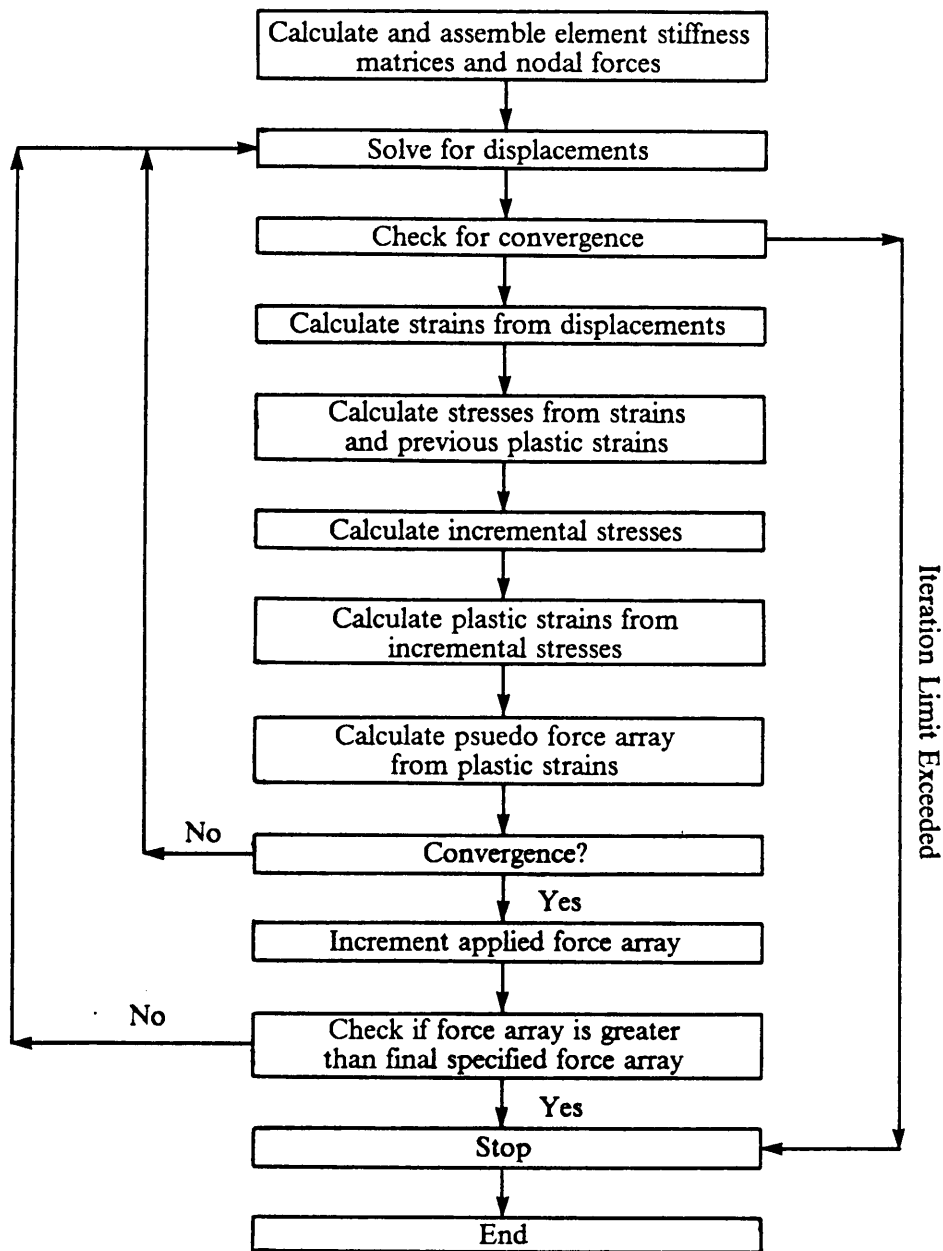 Calculate and assemble element stiffness
matrices and nodal forces
Solve for displacements
Check for convergence
Calculate strains from displacements
Calculate stresses from strains
and previous plastic strains
Calculate incremental stresses
Calculate plastic strains from
incremental stresses
Calculate psuedo force array
from plastic strains
No
Convergence?
Yes
Increment applied force array
No
Check if force array is greater
than final specified force array
Yes
Stop
End
Iteration Limit Exceeded